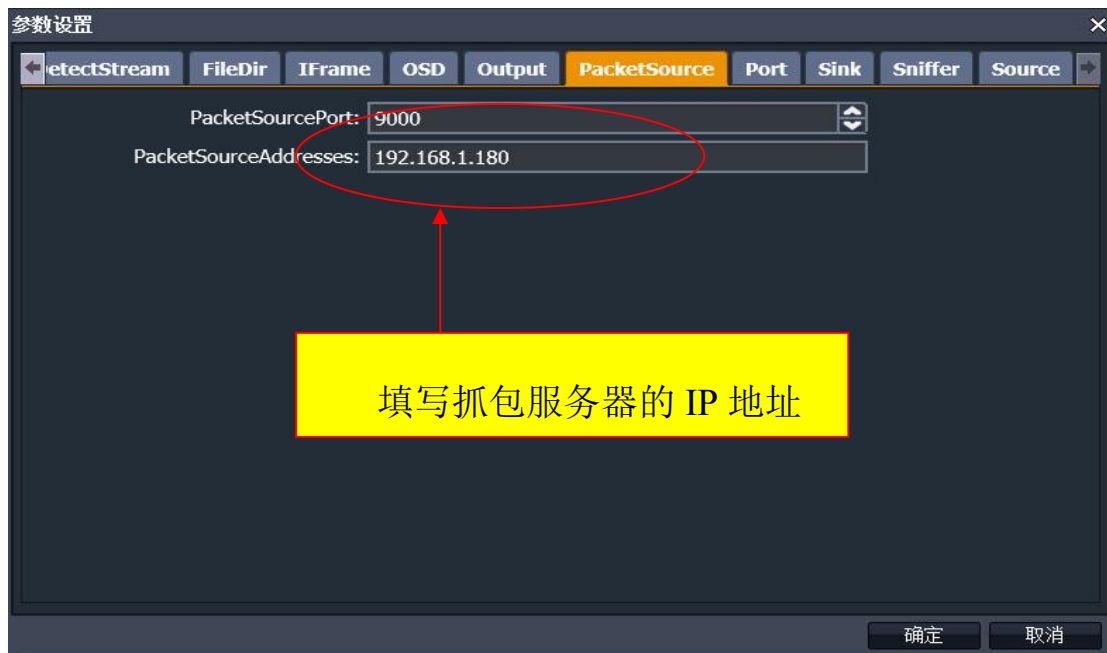 参数设置
etectStream FileDir IFrame OSD Output PacketSource Port Sink Sniffer Source
PacketSourcePort: 9000
PacketSourceAddresses: 192.168.1.180
填写抓包服务器的 IP 地址
确定 取消